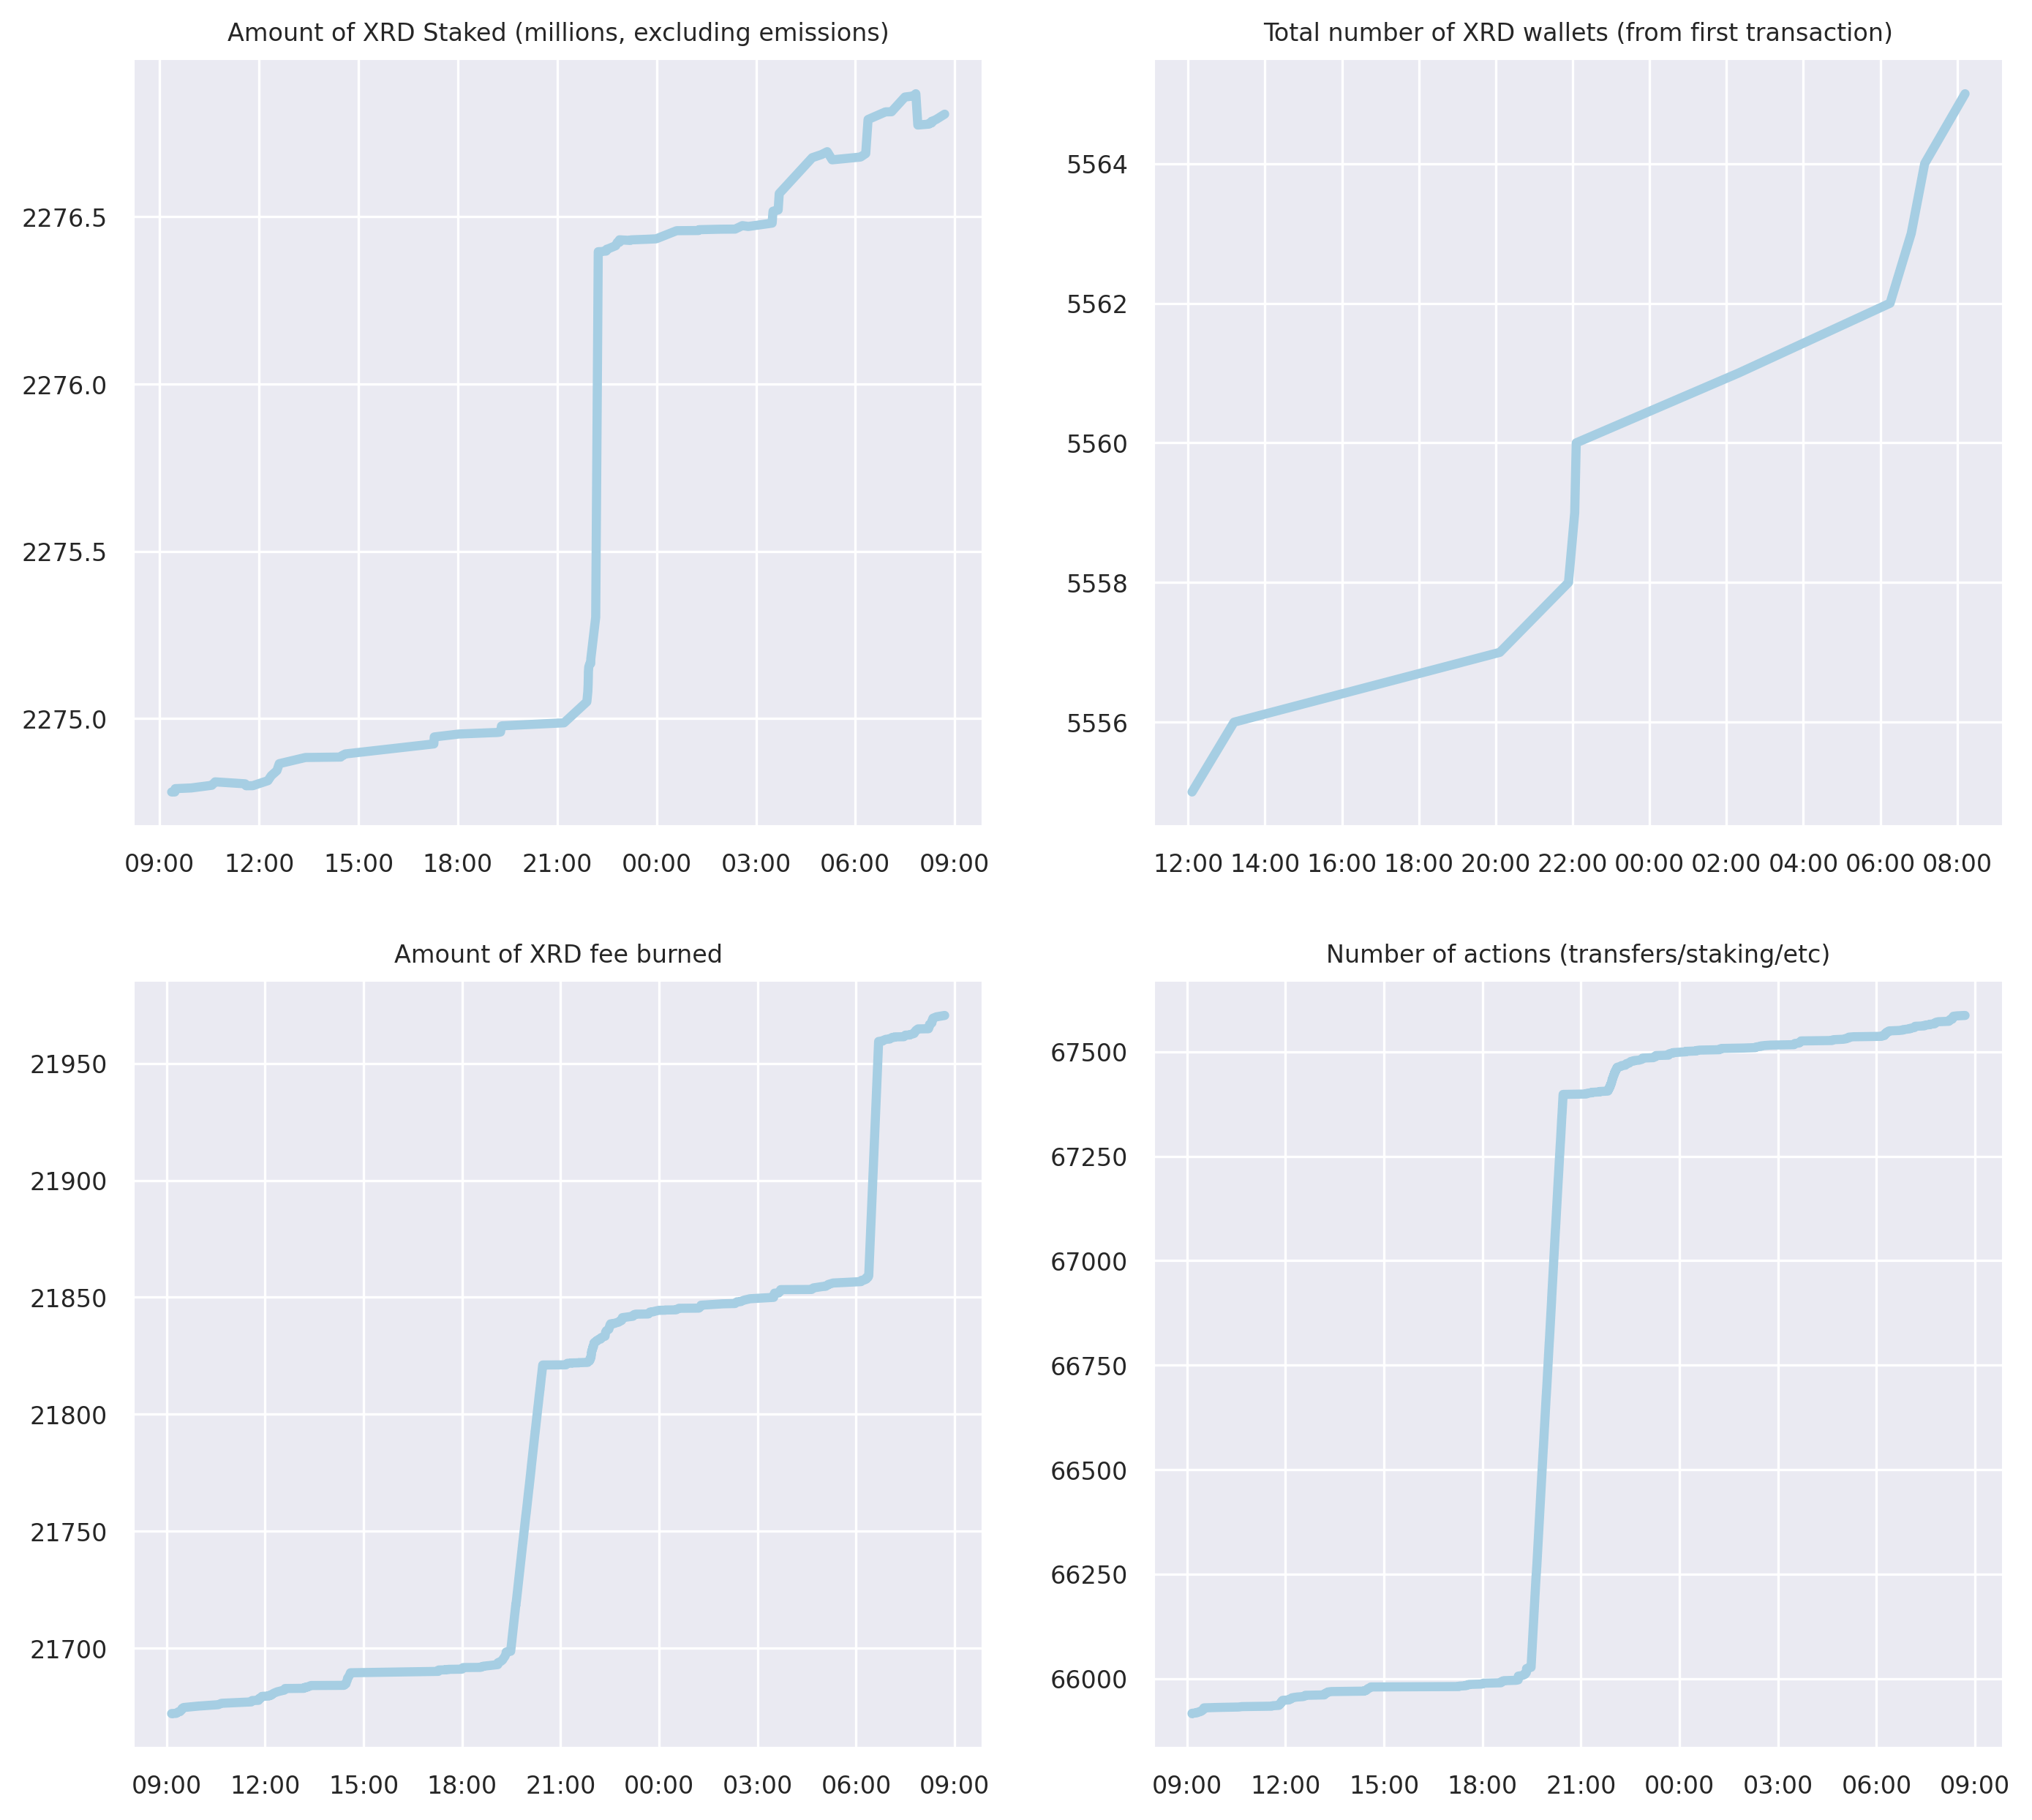 Amount of XRD Staked (millions, excluding emissions)
2276.5
2276.0
2275.5
2275.0
09:00 12:00 15:00 18:00 21:00 00:00 03:00 06:00 09:00
Total number of XRD wallets (from first transaction)
5564
5562
5560
5558
5556
12:00 14:00 16:00 18:00 20:00 22:00 00:00 02:00 04:00 06:00 08:00
Amount of XRD fee burned
21950
21900
21850
21800
21750
21700
09:00 12:00 15:00 18:00 21:00 00:00 03:00 06:00 09:00
Number of actions (transfers/staking/etc)
67500
67250
67000
66750
66500
66250
66000
09:00 12:00 15:00 18:00 21:00 00:00 03:00 06:00 09:00